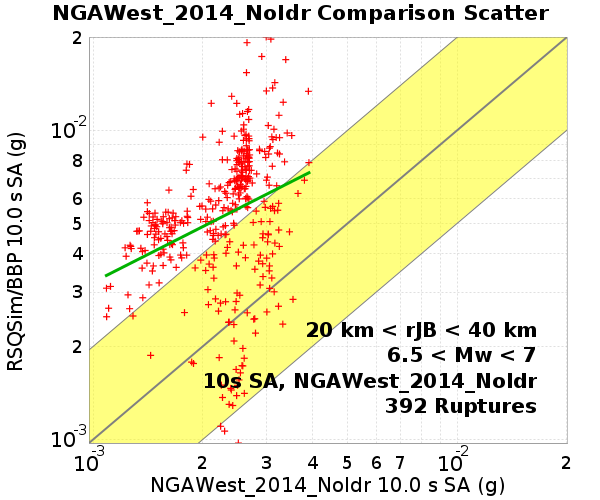 NGAWest_2014_NoIdr Comparison Scatter
2
10-2
8
6
5
4
3
2
10-3
RSQSim/BBP 10.0 s SA (g)
20 km < rJB < 40 km
6.5 < Mw < 7
10s SA, NGAWest_2014_NoIdr
392 Ruptures
10-3 2 3 4 5 6 7 10-2 2
NGAWest_2014_NoIdr 10.0 s SA (g)